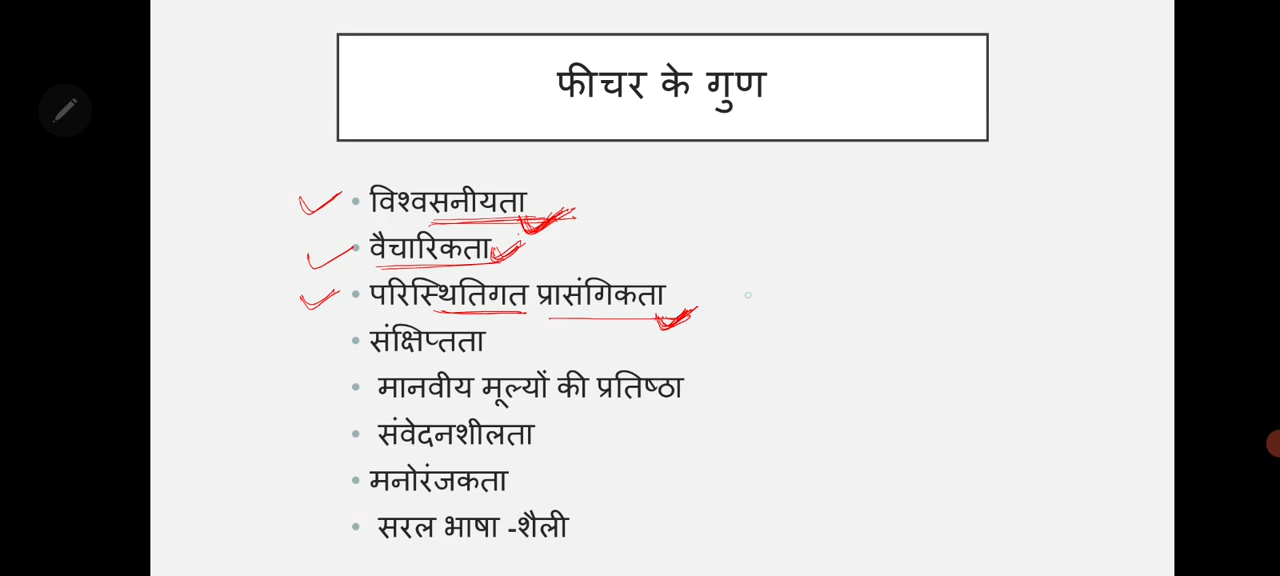 फीचर के गुण
• विश्वसनीयता
• वैचारिकता
• परिस्थितिगत प्रासंगिकता
• संक्षिप्तता
• मानवीय मूल्यों की प्रतिष्ठा
• संवेदनशीलता
• मनोरंजकता
• सरल भाषा -शैली